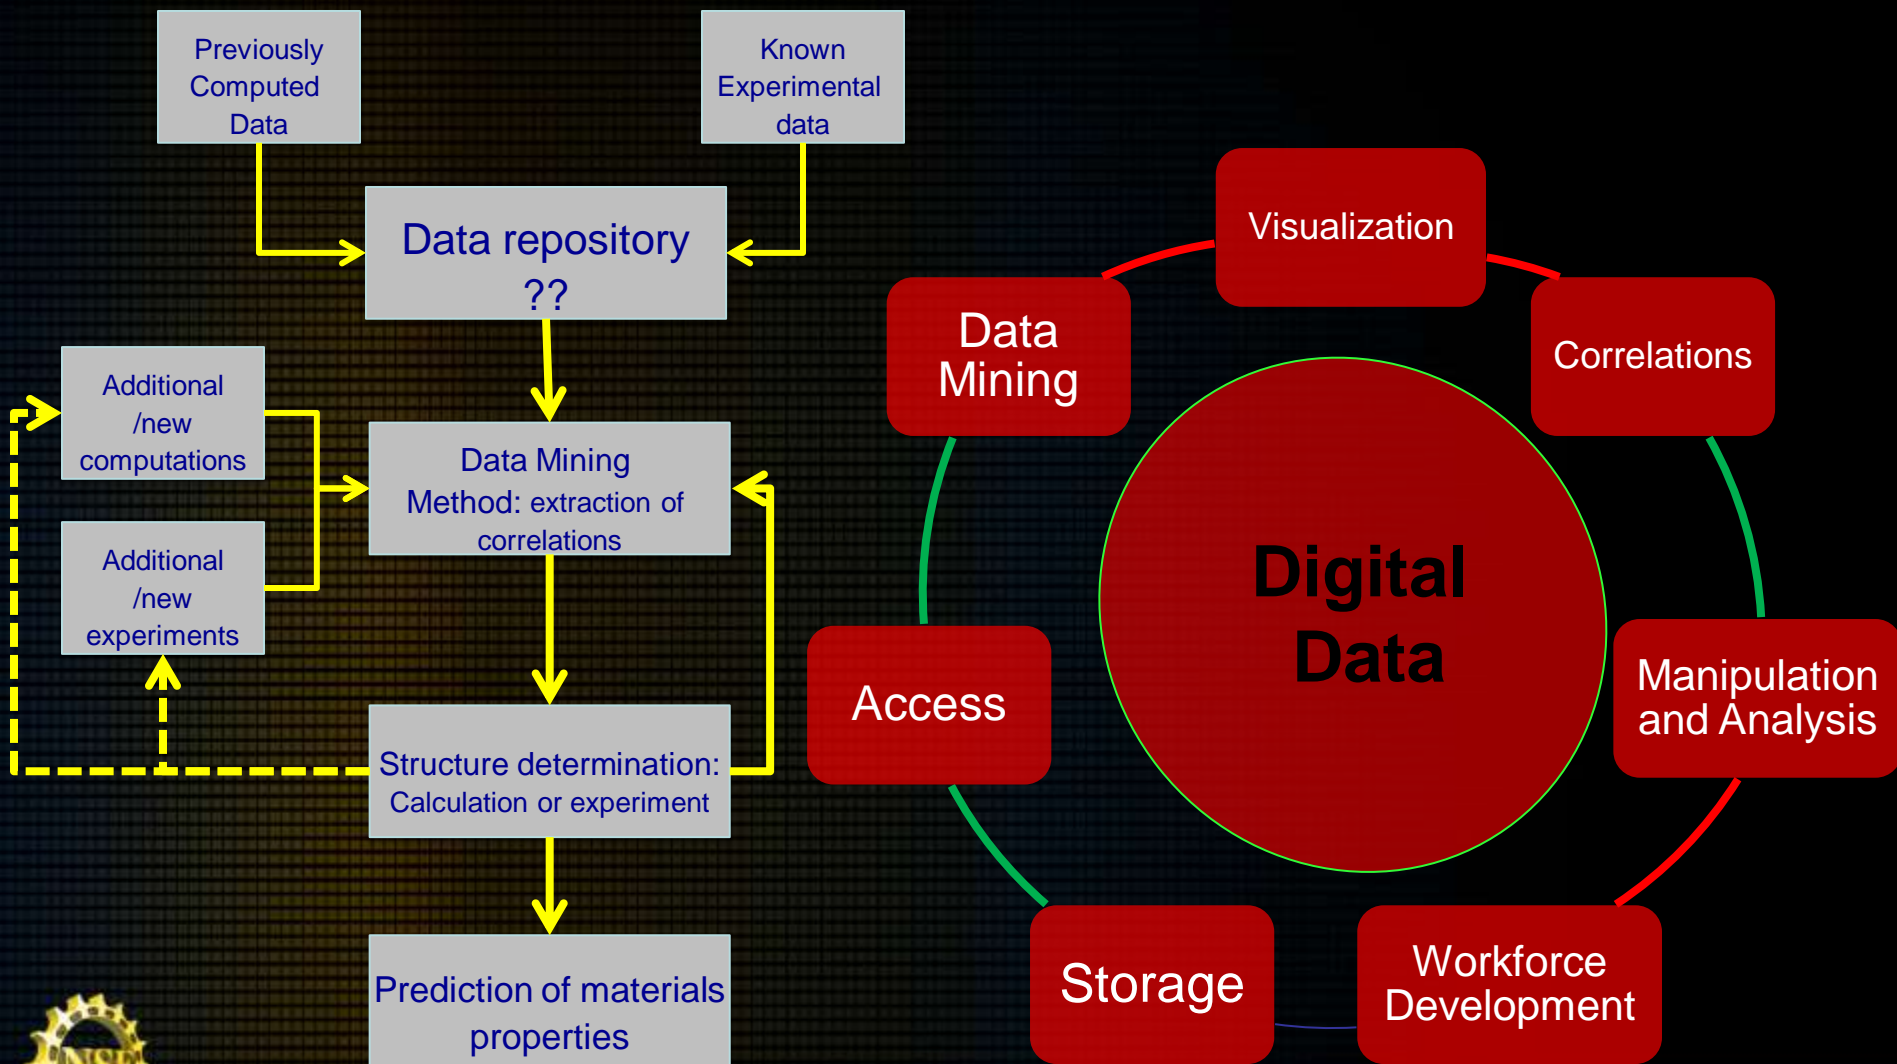 Previously
Computed
Data
Known
Experimental
data
Data repository
??
Additional
/new
computations
Data Mining
Method: extraction of
correlations
Additional
/new
experiments
Structure determination:
Calculation or experiment
Prediction of materials
properties
NSF
Visualization
Correlations
Manipulation
and Analysis
Workforce
Development
Storage
Access
Data
Mining
Digital
Data